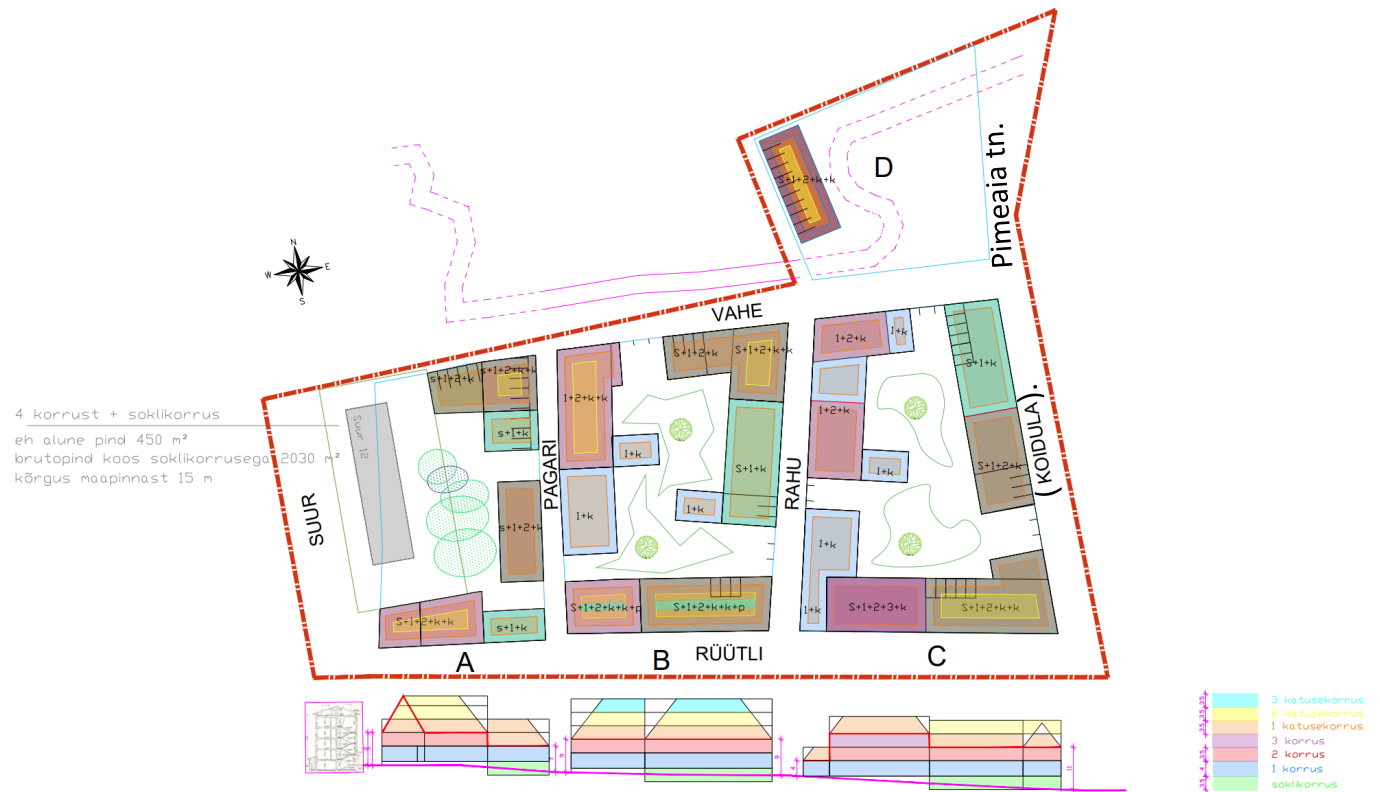 Pimeaia tn.
D
S+1+2+k+k
N
W
E
S
VAHE
4 korrust + soklikorrus
eh alune pind 450 m²
brutopind koos soklikorrusega 2030 m²
kõrgus maapinnast 15 m
Suur 12
SUUR
s+1+2+k
s+1+2+k+k
s+1+k
s+1+2+k
S+1+2+k+k
s+1+k
PAGARI
1+2+k+k
1+k
1+k
S+1+2+k
S+1+2+k+k
S+1+k
1+k
S+1+2+k+k+p
S+1+2+k+k+p
RAHU
1+2+k
1+k
1+2+k
1+k
1+k
1+k
S+1+k
S+1+2+k
S+1+2+3+k
S+1+2+k+k
(KOIDULA).
A
B
RÜÜTLI
C
3 katusekorrus
2 katusekorrus
1 katusekorrus
3 korrus
2 korrus
1 korrus
soklikorrus